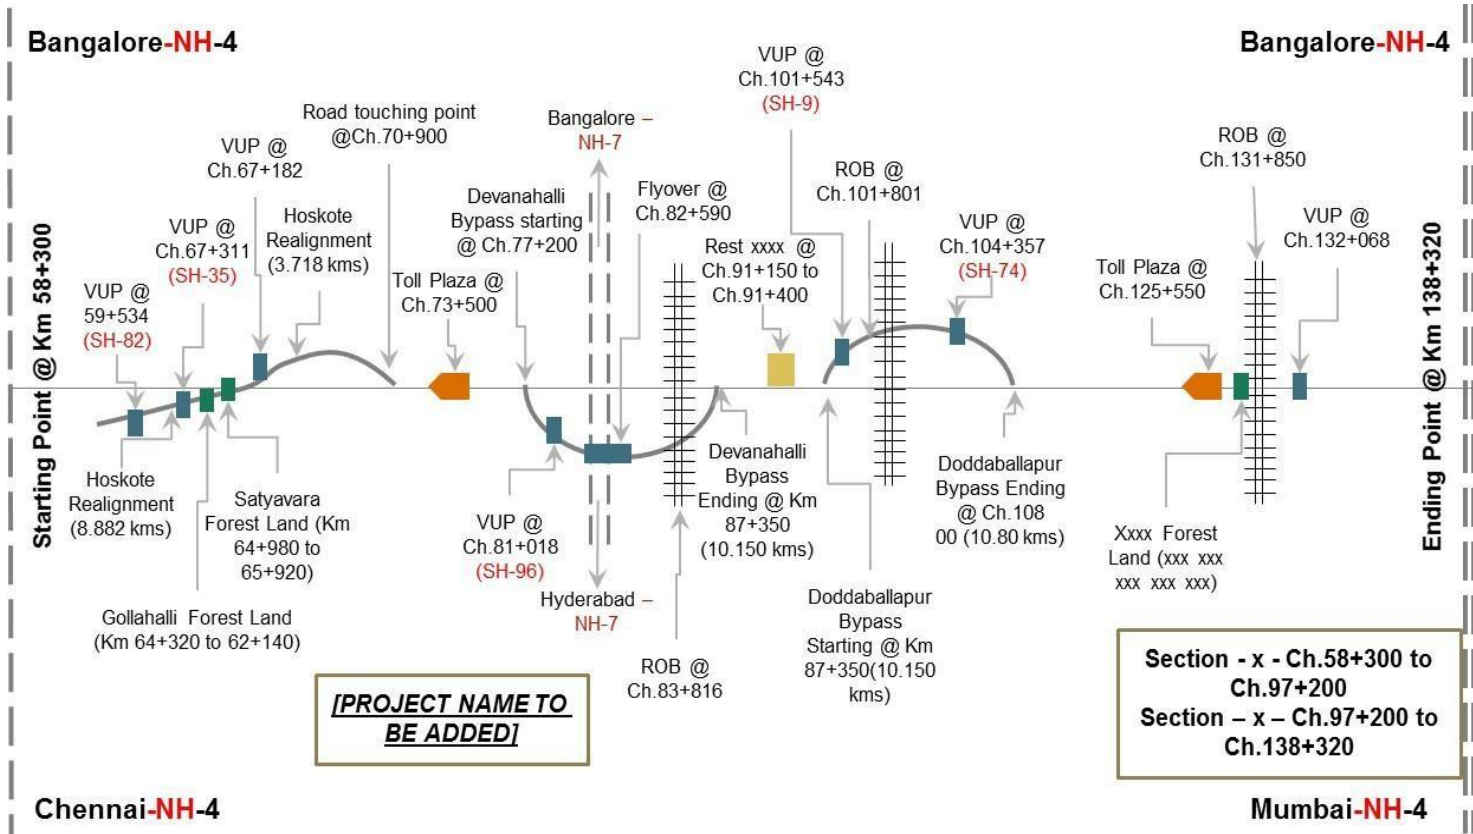 Bangalore-NH-4
Bangalore-NH-4
VUP @
Ch.101+543
(SH-9)
Road touching point
@Ch.70+900
Bangalore –
NH-7
VUP @
Ch.67+182
ROB @
Ch.131+850
ROB @
Ch.101+801
Devanahalli
Bypass starting
@ Ch.77+200
Flyover @
Ch.82+590
Hoskote
Realignment
(3.718 kms)
VUP @
Ch.67+311
(SH-35)
VUP @
Ch.104+357
(SH-74)
VUP @
Ch.132+068
Rest xxxx @
Ch.91+150 to
Ch.91+400
Toll Plaza @
Ch.73+500
Toll Plaza @
Ch.125+550
VUP @
59+534
(SH-82)
Starting Point @ Km 58+300
Ending Point @ Km 138+320
Hoskote
Realignment
(8.882 kms)
Satyavara
Forest Land (Km
64+980 to
65+920)
Gollahalli Forest Land
(Km 64+320 to 62+140)
VUP @
Ch.81+018
(SH-96)
Hyderabad –
NH-7
Devanahalli
Bypass
Ending @ Km
87+350
(10.150 kms)
ROB @
Ch.83+816
Doddaballapur
Bypass
Starting @ Km
87+350(10.150
kms)
Doddaballapur
Bypass Ending
@ Ch.108
00 (10.80 kms)
Xxxx Forest
Land (xxx xxx
xxx xxx xxx)
[PROJECT NAME TO
BE ADDED]
Section - x - Ch.58+300 to
Ch.97+200
Section – x – Ch.97+200 to
Ch.138+320
Chennai-NH-4
Mumbai-NH-4